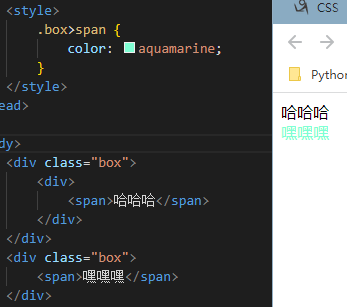 <style>
.box>span {
color: aquamarine;
}
</style>
ead>
dy>
<div class="box">
<div>
<span>哈哈哈</span>
</div>
</div>
<div class="box">
<span>嘿嘿嘿</span>
</div>
css
Python
哈哈哈
嘿嘿嘿